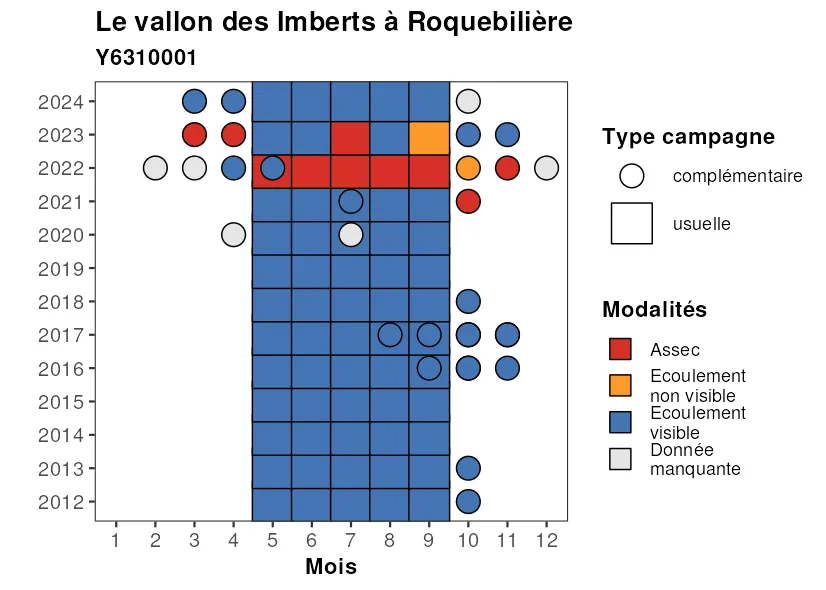 Le vallon des Imberts à Roquebilière
Y6310001
2024
2023
2022
2021
2020
2019
2018
2017
2016
2015
2014
2013
2012
1 2 3 4 5 6 7 8 9 10 11 12
Mois
Type campagne
complémentaire
usuelle
Modalités
Assec
Ecoulement
non visible
Ecoulement
visible
Donnée
manquante